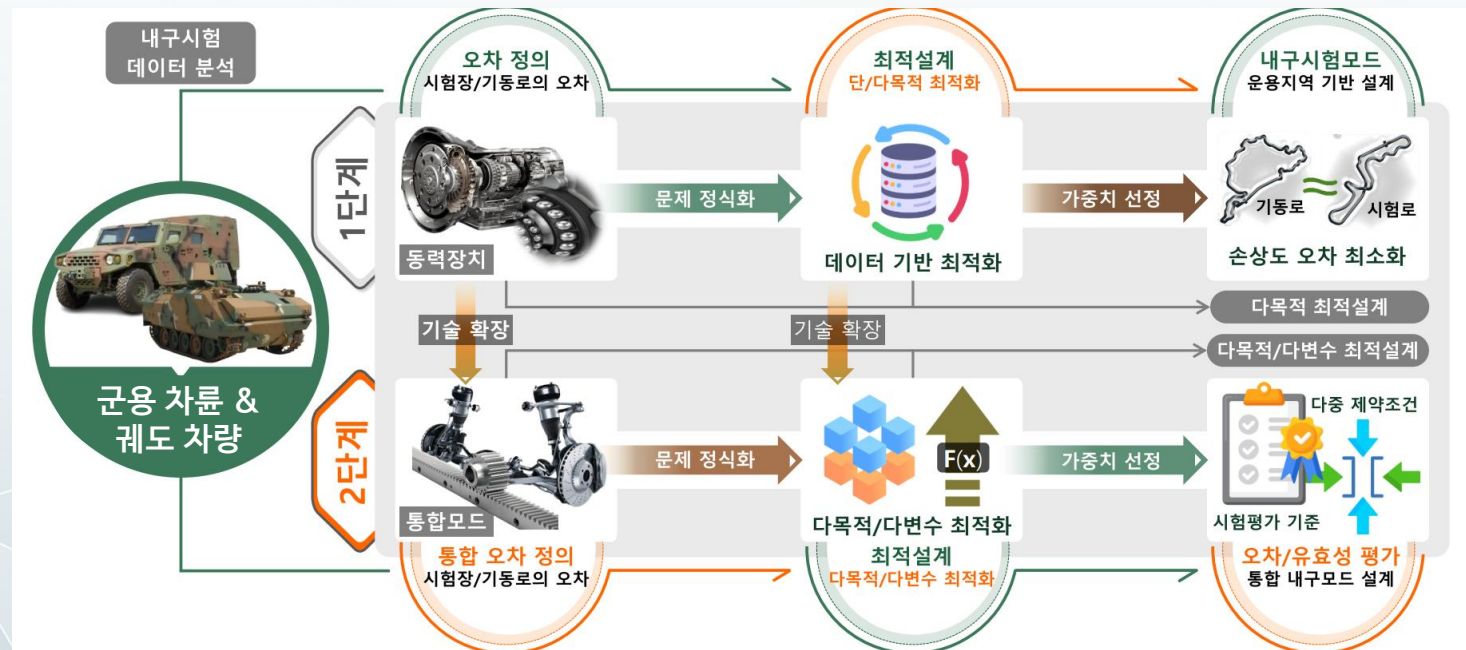 내구시험
데이터 분석
오차 정의
시험장/기동로의 오차
최적설계
단/다목적 최적화
내구시험모드
운용지역 기반 설계
1단계
동력장치
문제 정식화
데이터 기반 최적화
가중치 선정
기동로
시험로
손상도 오차 최소화
다목적 최적설계
기술 확장
기술 확장
다목적/다변수 최적설계
군용 차륜 &
궤도 차량
2단계
통합모드
문제 정식화
F(x)
다목적/다변수 최적화
가중치 선정
다중 제약조건
시험평가 기준
통합 오차 정의
시험장/기동로의 오차
최적설계
다목적/다변수 최적화
오차/유효성 평가
통합 내구모드 설계